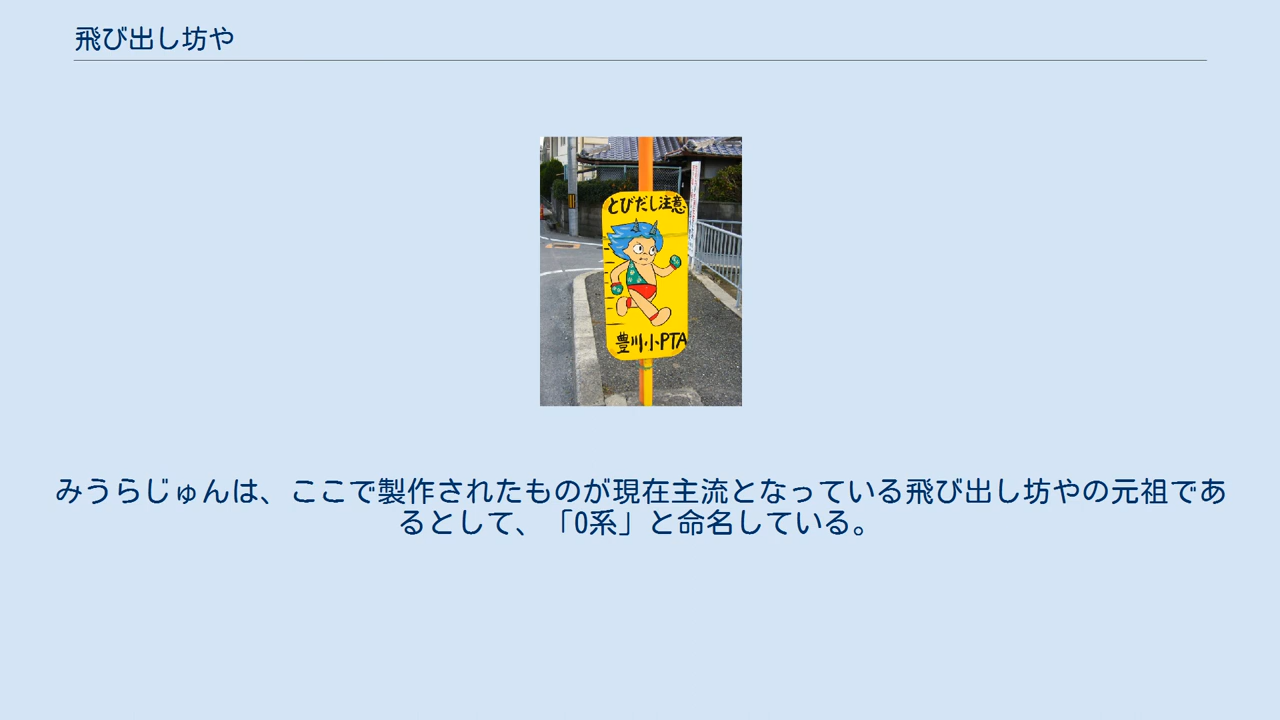 飛び出し坊や
とびだし注意
豊川小PTA
みうらじゅんは、ここで製作されたものが現在主流となっている飛び出し坊やの元祖であ
るとして、「0系」と命名している。